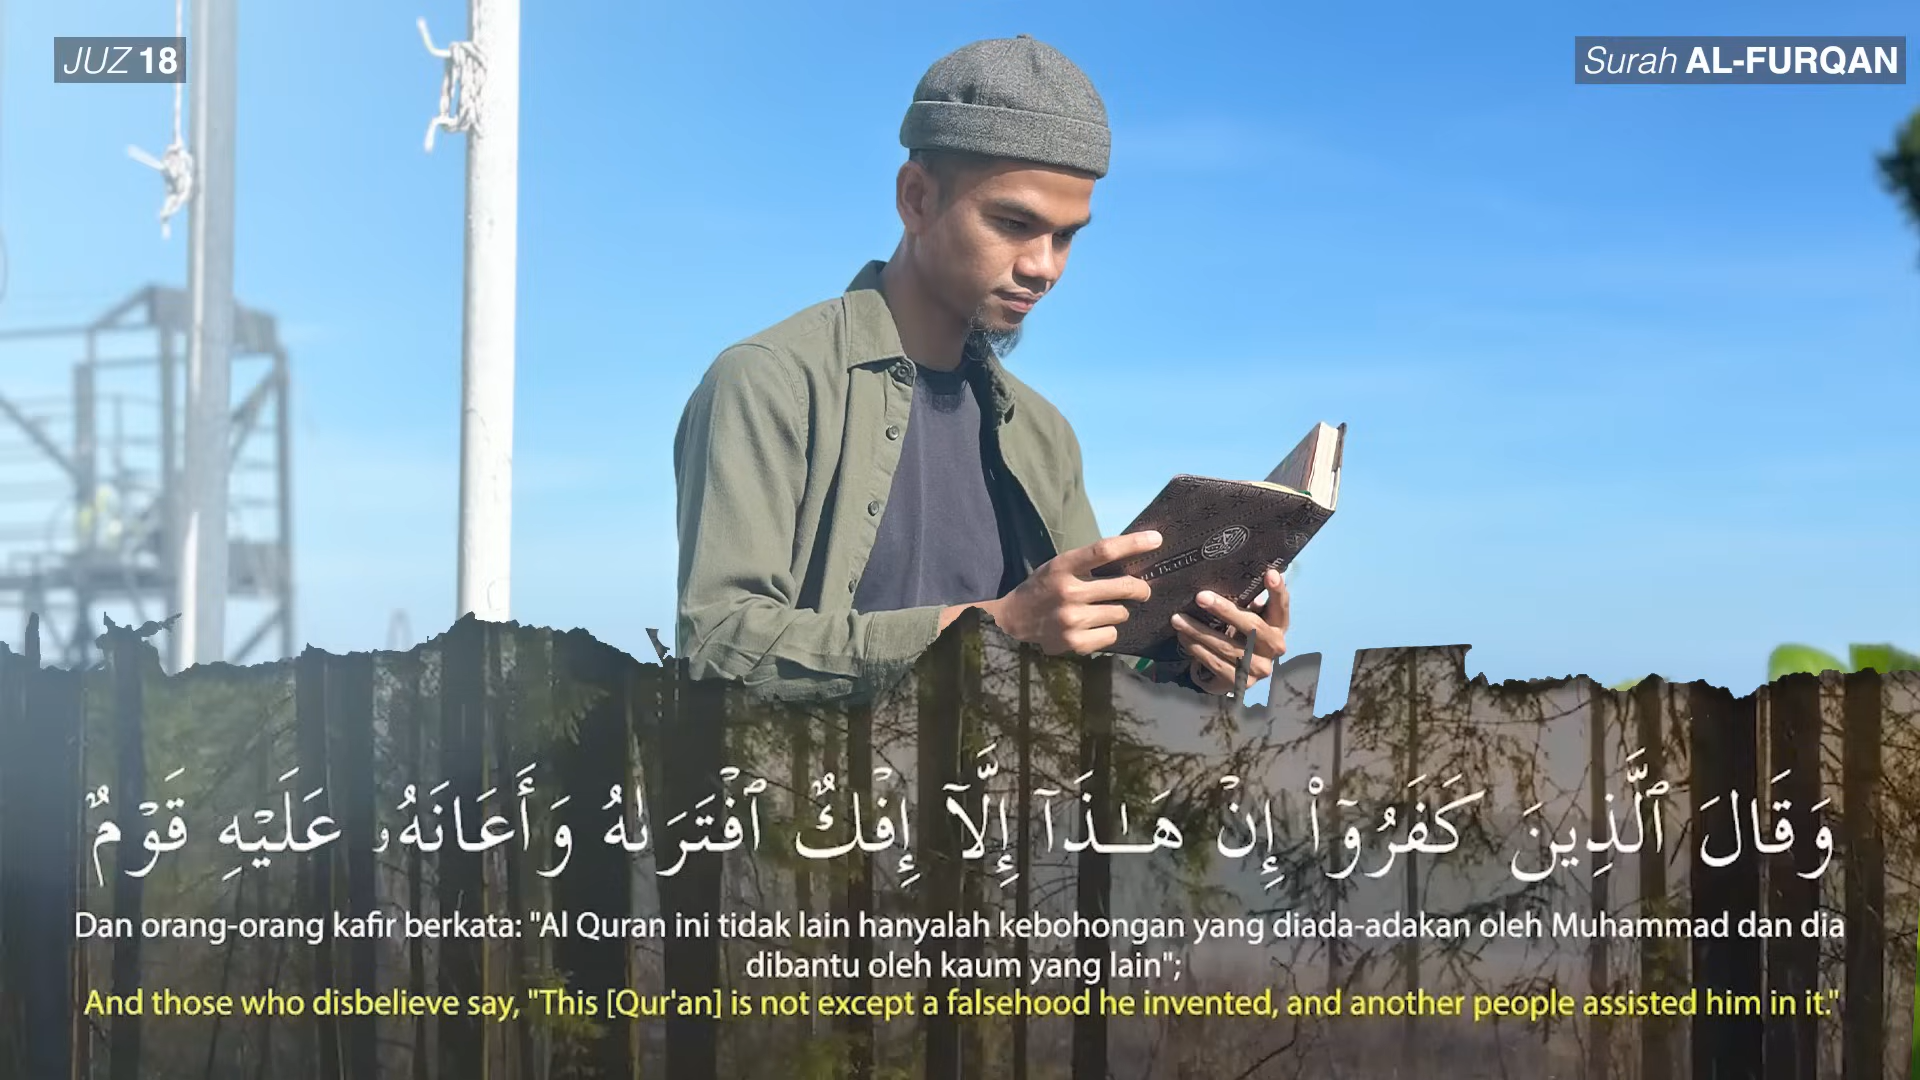 JUZ 18
Surah AL-FURQAN
وَقَالَ ٱلَّذِينَ كَفَرُوٓا۟ إِنْ هَـٰذَآ إِلَّآ إِفْكٌ ٱفْتَرَىٰهُ وَأَعَانَهُۥ عَلَيْهِ قَوْمٌ
Dan orang-orang kafir berkata: "Al Quran ini tidak lain hanyalah kebohongan yang diada-adakan oleh Muhammad dan dia
dibantu oleh kaum yang lain";
And those who disbelieve say, "This [Qur'an] is not except a falsehood he invented, and another people assisted him in it."